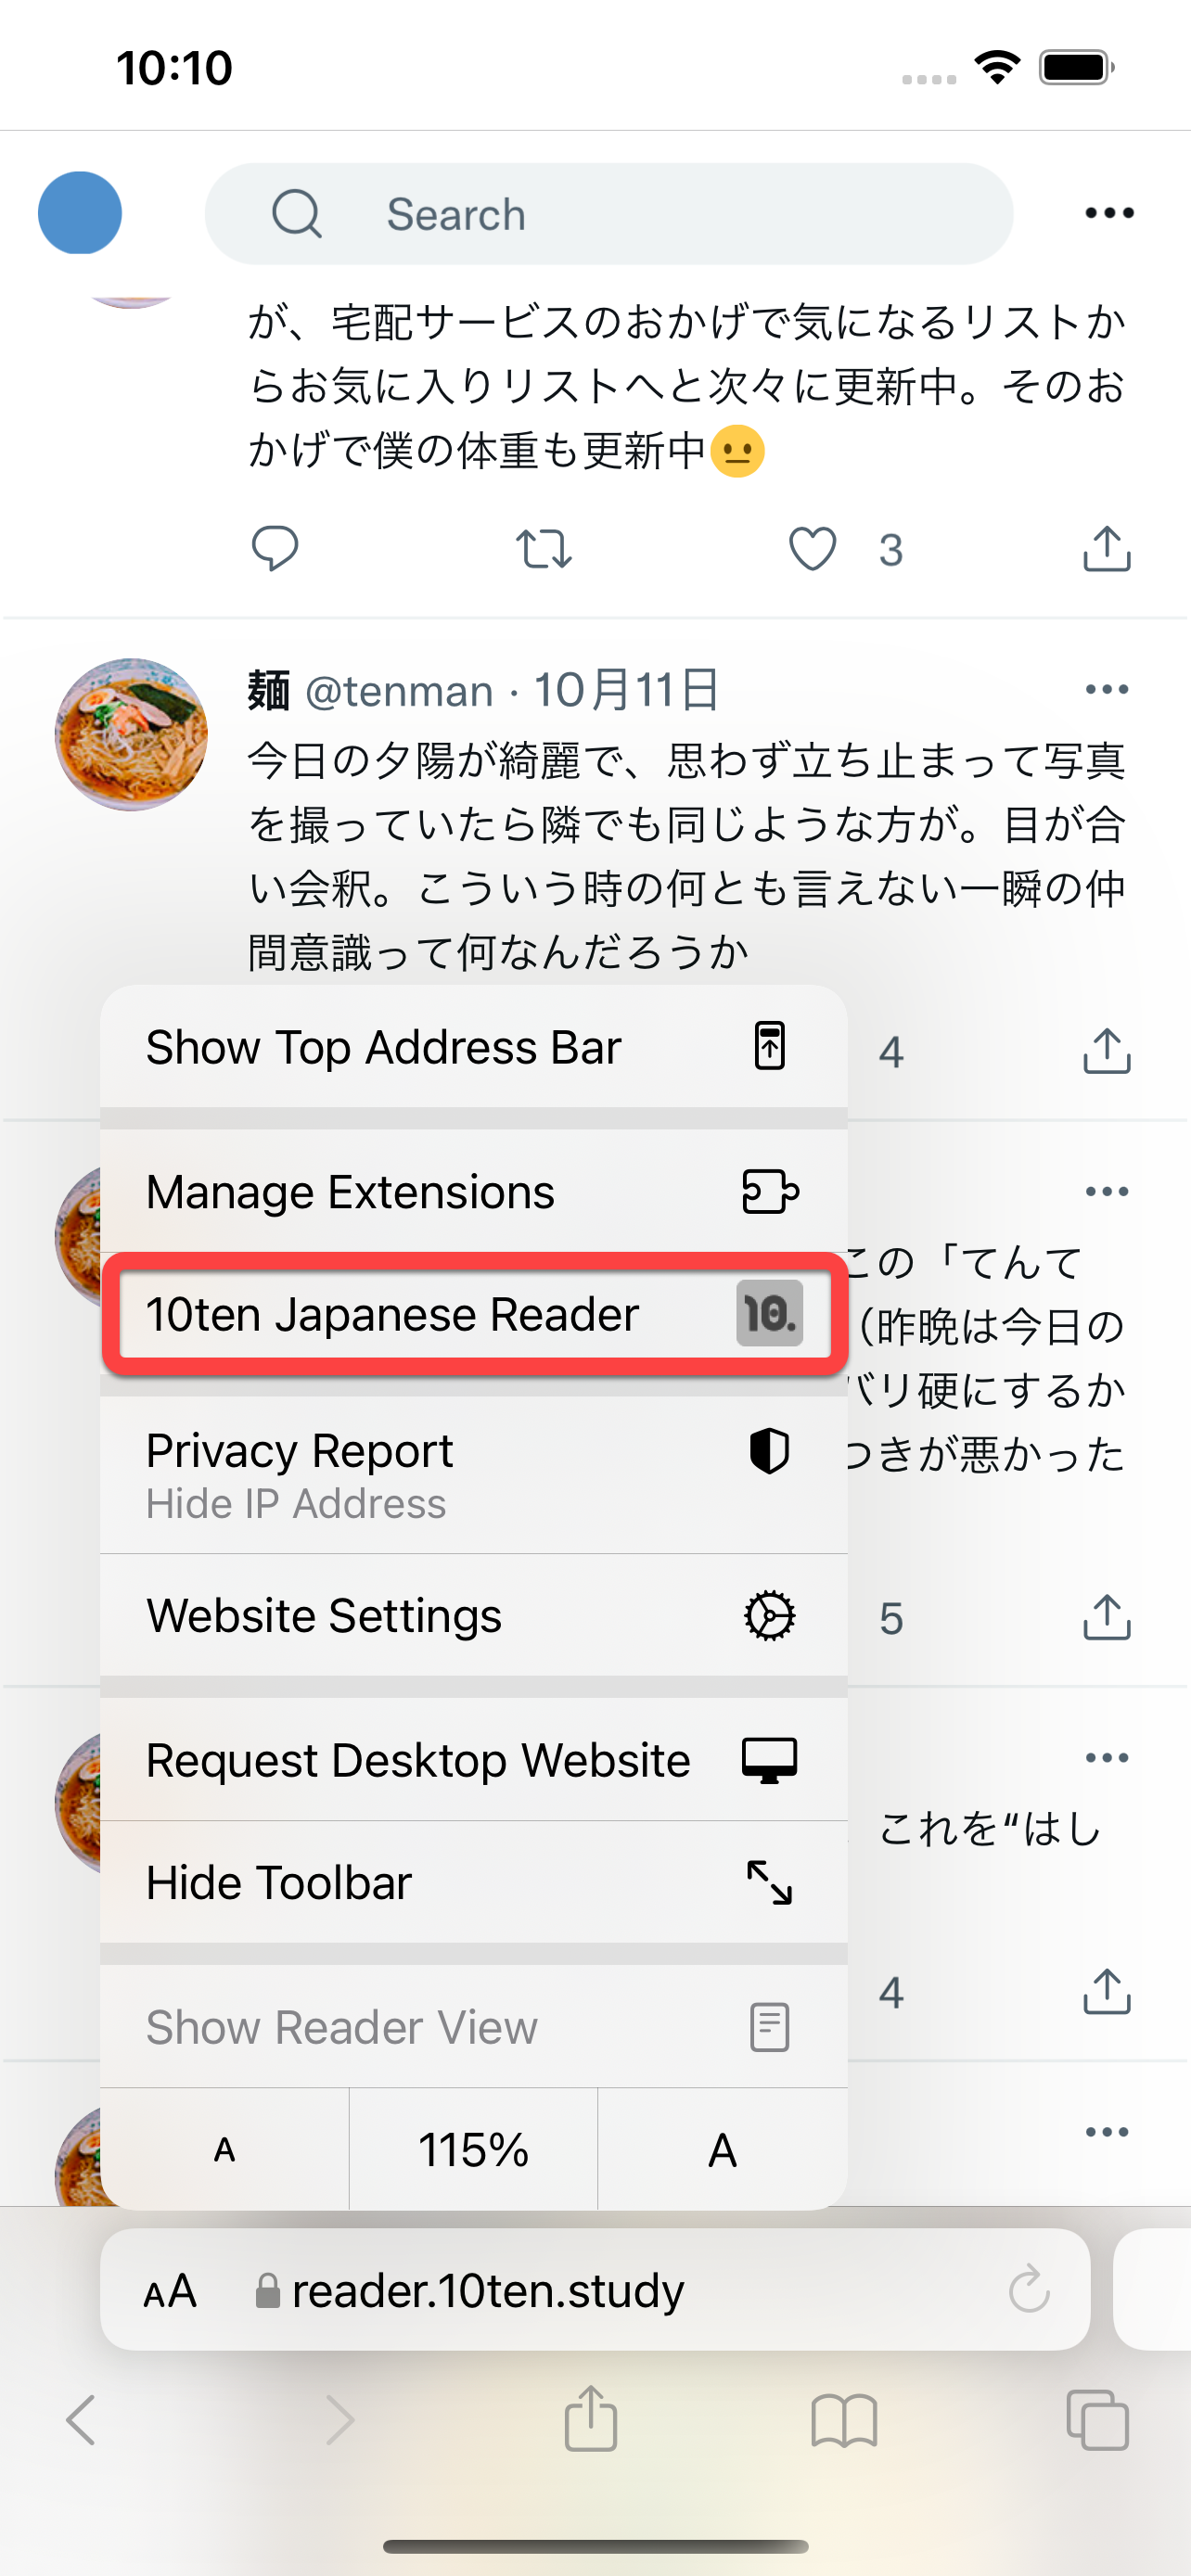 10:10
Search
が、宅配サービスのおかげで気になるリストか
らお気に入りリストへと次々に更新中。そのお
かげで僕の体重も更新中😐
3
麺 @tenman · 10月11日
今日の夕陽が綺麗で、思わず立ち止まって写真
を撮っていたら隣でも同じような方が。目が合
い会釈。こういう時の何とも言えない一瞬の仲
間意識って何なんだろうか
Show Top Address Bar
4
Manage Extensions
この「てんて
10ten Japanese Reader 10.
（昨晩は今日の
バリ硬にするか
Privacy Report
つきが悪かった
Hide IP Address
Website Settings
5
Request Desktop Website
これを“はし
Hide Toolbar
4
Show Reader View
A 115% A
AA reader.10ten.study